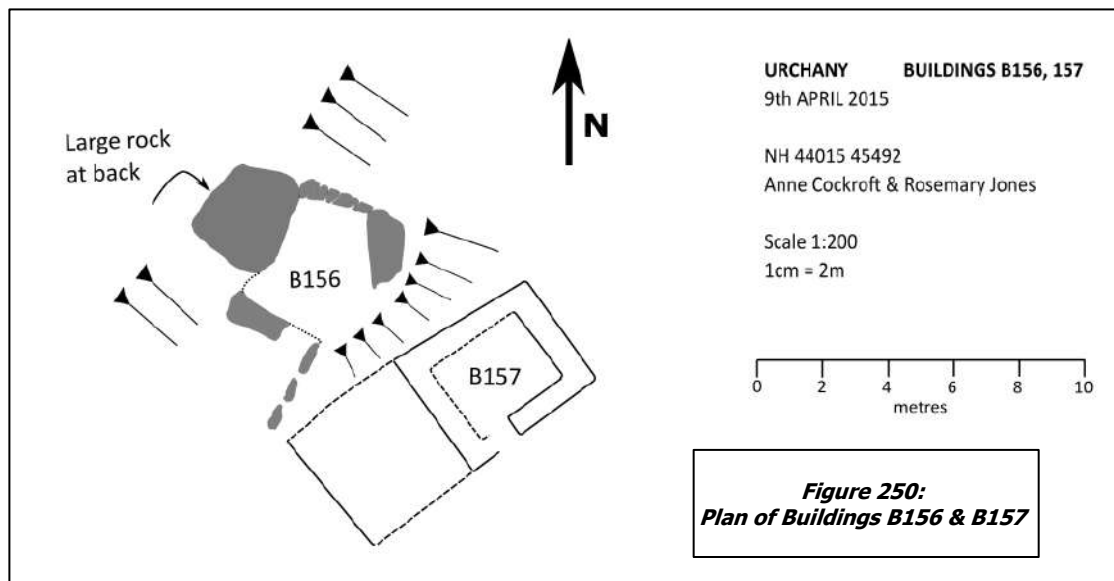 Large rock
at back
B156
B157
N
URCHANY BUILDINGS B156, 157
9th APRIL 2015
NH 44015 45492
Anne Cockroft & Rosemary Jones
Scale 1:200
1cm = 2m
0 2 4 6 8 10
metres
Figure 250:
Plan of Buildings B156 & B157